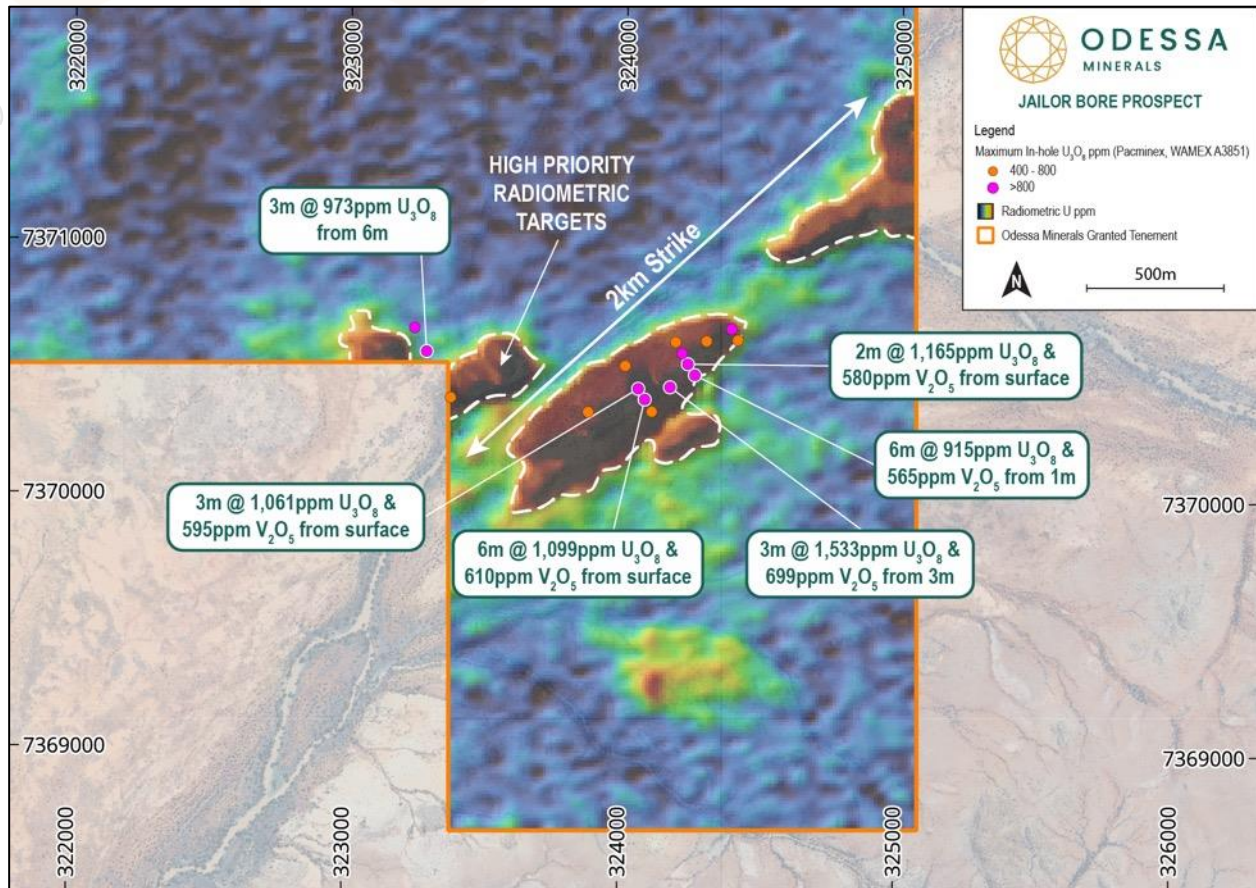 322000
323000
324000
325000
ODESSA
MINERALS
JAILOR BORE PROSPECT
Legend
Maximum In-hole U₃O₈ ppm (Pacminex, WAMEX A3851)
400 - 800
>800
Radiometric U ppm
Odessa Minerals Granted Tenement
N
500m
HIGH PRIORITY
RADIOMETRIC
TARGETS
3m @ 973ppm U₃O₈
from 6m
7371000
2km Strike
2m @ 1,165ppm U₃O₈ &
580ppm V₂O₅ from surface
6m @ 915ppm U₃O₈ &
565ppm V₂O₅ from 1m
7370000
7370000
3m @ 1,061ppm U₃O₈ &
595ppm V₂O₅ from surface
6m @ 1,099ppm U₃O₈ &
610ppm V₂O₅ from surface
3m @ 1,533ppm U₃O₈ &
699ppm V₂O₅ from 3m
7369000
7369000
322000
323000
324000
325000
326000